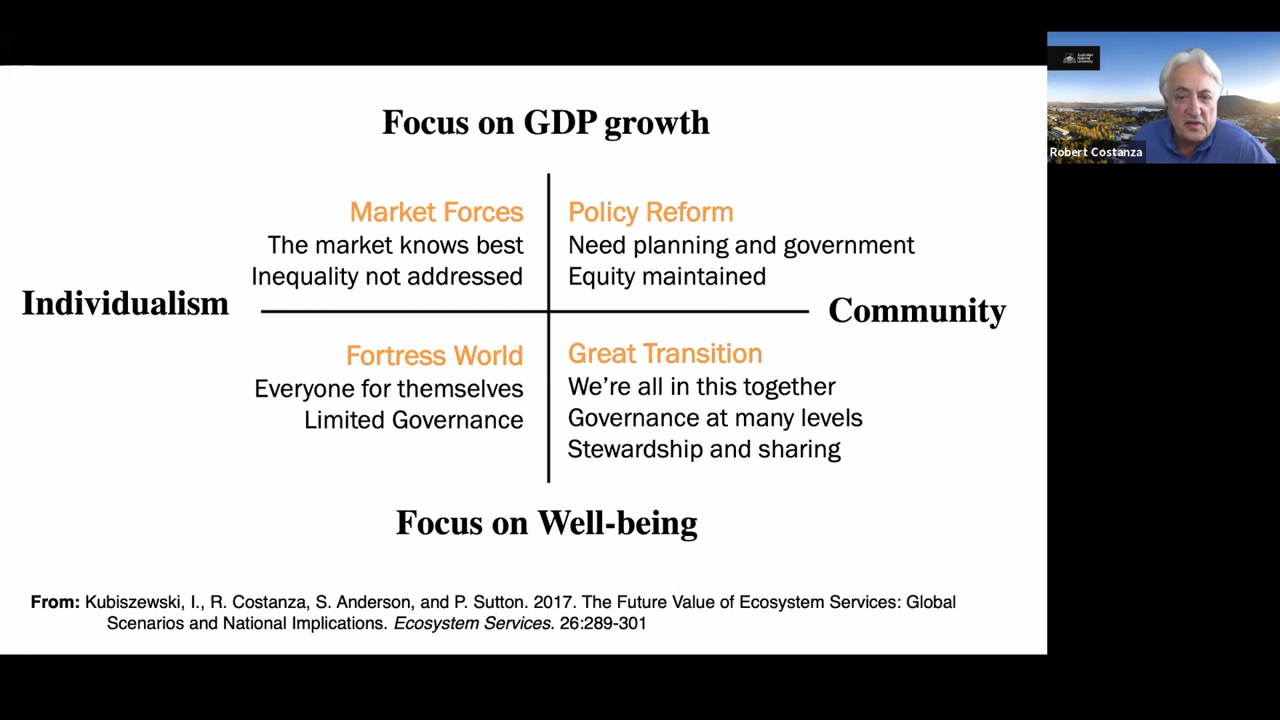 Focus on GDP growth
Market Forces
The market knows best
Inequality not addressed
Policy Reform
Need planning and government
Equity maintained
Individualism
Community
Fortress World
Everyone for themselves
Limited Governance
Great Transition
We’re all in this together
Governance at many levels
Stewardship and sharing
Focus on Well-being
From: Kubiszewski, I., R. Costanza, S. Anderson, and P. Sutton. 2017. The Future Value of Ecosystem Services: Global
Scenarios and National Implications. Ecosystem Services. 26:289-301
Australian
National
University
Robert Costanza